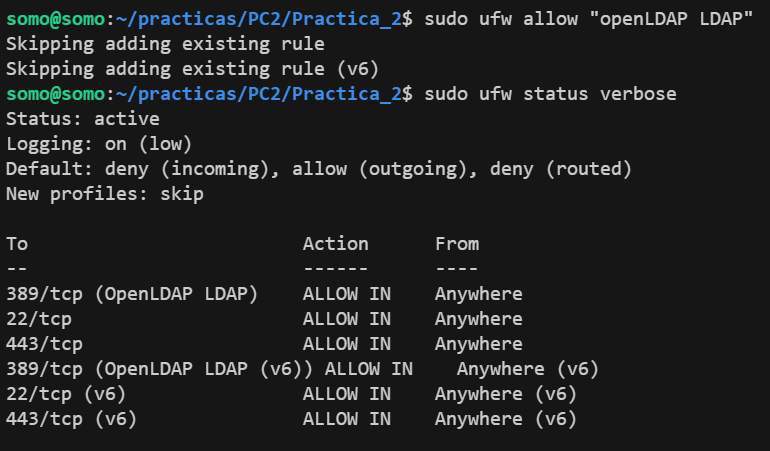 somo@somo:~/practicas/PC2/Practica_2$ sudo ufw allow "openLDAP LDAP"
Skipping adding existing rule
Skipping adding existing rule (v6)
somo@somo:~/practicas/PC2/Practica_2$ sudo ufw status verbose
Status: active
Logging: on (low)
Default: deny (incoming), allow (outgoing), deny (routed)
New profiles: skip

To                         Action      From
--                         ------      ----
389/tcp (OpenLDAP LDAP)    ALLOW IN    Anywhere
22/tcp                     ALLOW IN    Anywhere
443/tcp                    ALLOW IN    Anywhere
389/tcp (OpenLDAP LDAP (v6)) ALLOW IN    Anywhere (v6)
22/tcp (v6)                ALLOW IN    Anywhere (v6)
443/tcp (v6)               ALLOW IN    Anywhere (v6)